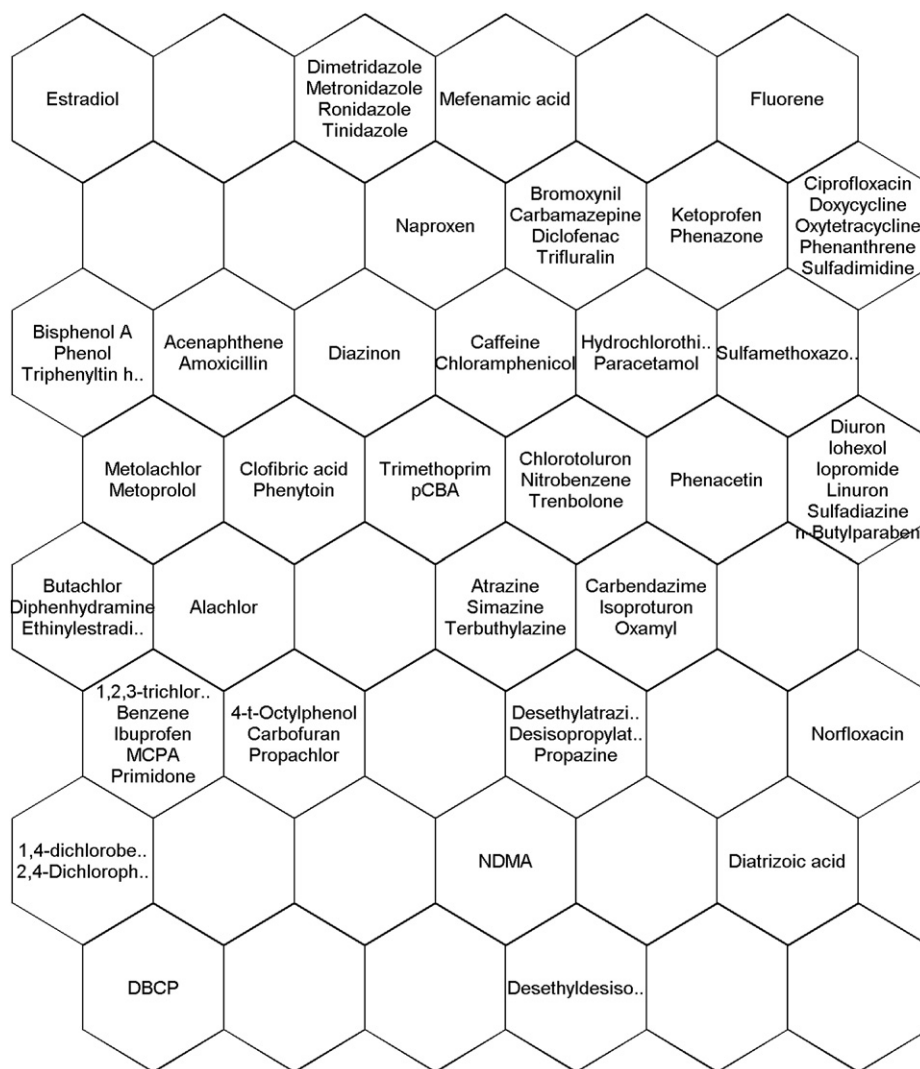 Estradiol
Dimetridazole
Metronidazole
Ronidazole
Tinidazole
Mefenamic acid
Fluorene
Naproxen
Bromoxynil
Carbamazepine
Diclofenac
Trifluralin
Ketoprofen
Phenazone
Ciprofloxacin
Doxycycline
Oxytetracycline
Phenanthrene
Sulfadimidine
Bisphenol A
Phenol
Triphenyltin h..
Acenaphthene
Amoxicillin
Diazinon
Caffeine
Chloramphenicol
Hydrochlorothi..
Paracetamol
Sulfamethoxazo..
Metolachlor
Metoprolol
Clofibric acid
Phenytoin
Trimethoprim
pCBA
Chlorotoluron
Nitrobenzene
Trenbolone
Phenacetin
Diuron
Iohexol
Iopromide
Linuron
Sulfadiazine
n-Butylparaben
Butachlor
Diphenhydramine
Ethinylestradi..
Alachlor
Atrazine
Simazine
Terbuthylazine
Carbendazime
Isoproturon
Oxamyl
1,2,3-trichlor..
Benzene
Ibuprofen
MCPA
Primidone
4-t-Octylphenol
Carbofuran
Propachlor
Desethylatrazi..
Desisopropylat..
Propazine
Norfloxacin
1,4-dichlorobe..
2,4-Dichloroph..
NDMA
Diatrizoic acid
DBCP
Desethyldesiso..